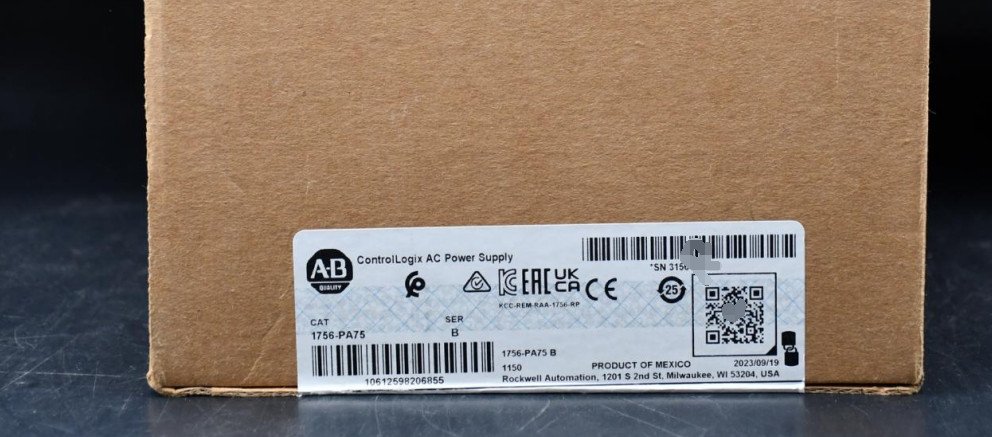 A-B
QUALITY
ControlLogix AC Power Supply
*SN 315
EAC UK CA CE
25
KCC-REM-RAA-1756-RP
CAT
SER
1756-PA75
B
10612598206855
1756-PA75 B
1150
PRODUCT OF MEXICO
2023/09/19
Rockwell Automation, 1201 S 2nd St, Milwaukee, WI 53204, USA